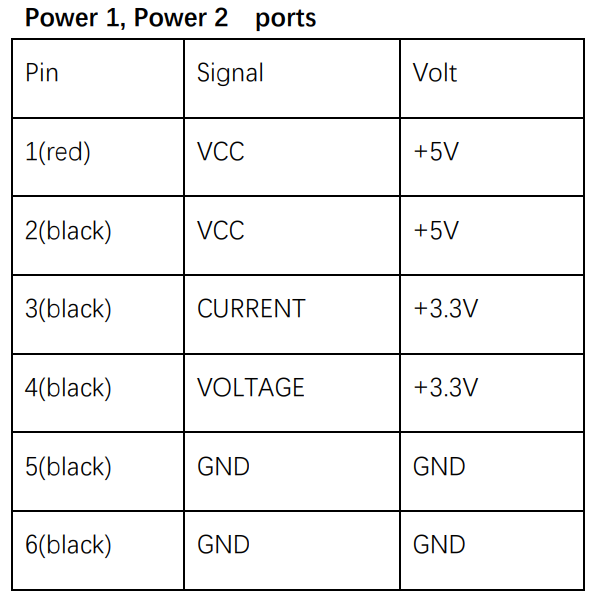 Power 1, Power 2 ports
Pin Signal Volt
1(red) VCC +5V
2(black) VCC +5V
3(black) CURRENT +3.3V
4(black) VOLTAGE +3.3V
5(black) GND GND
6(black) GND GND